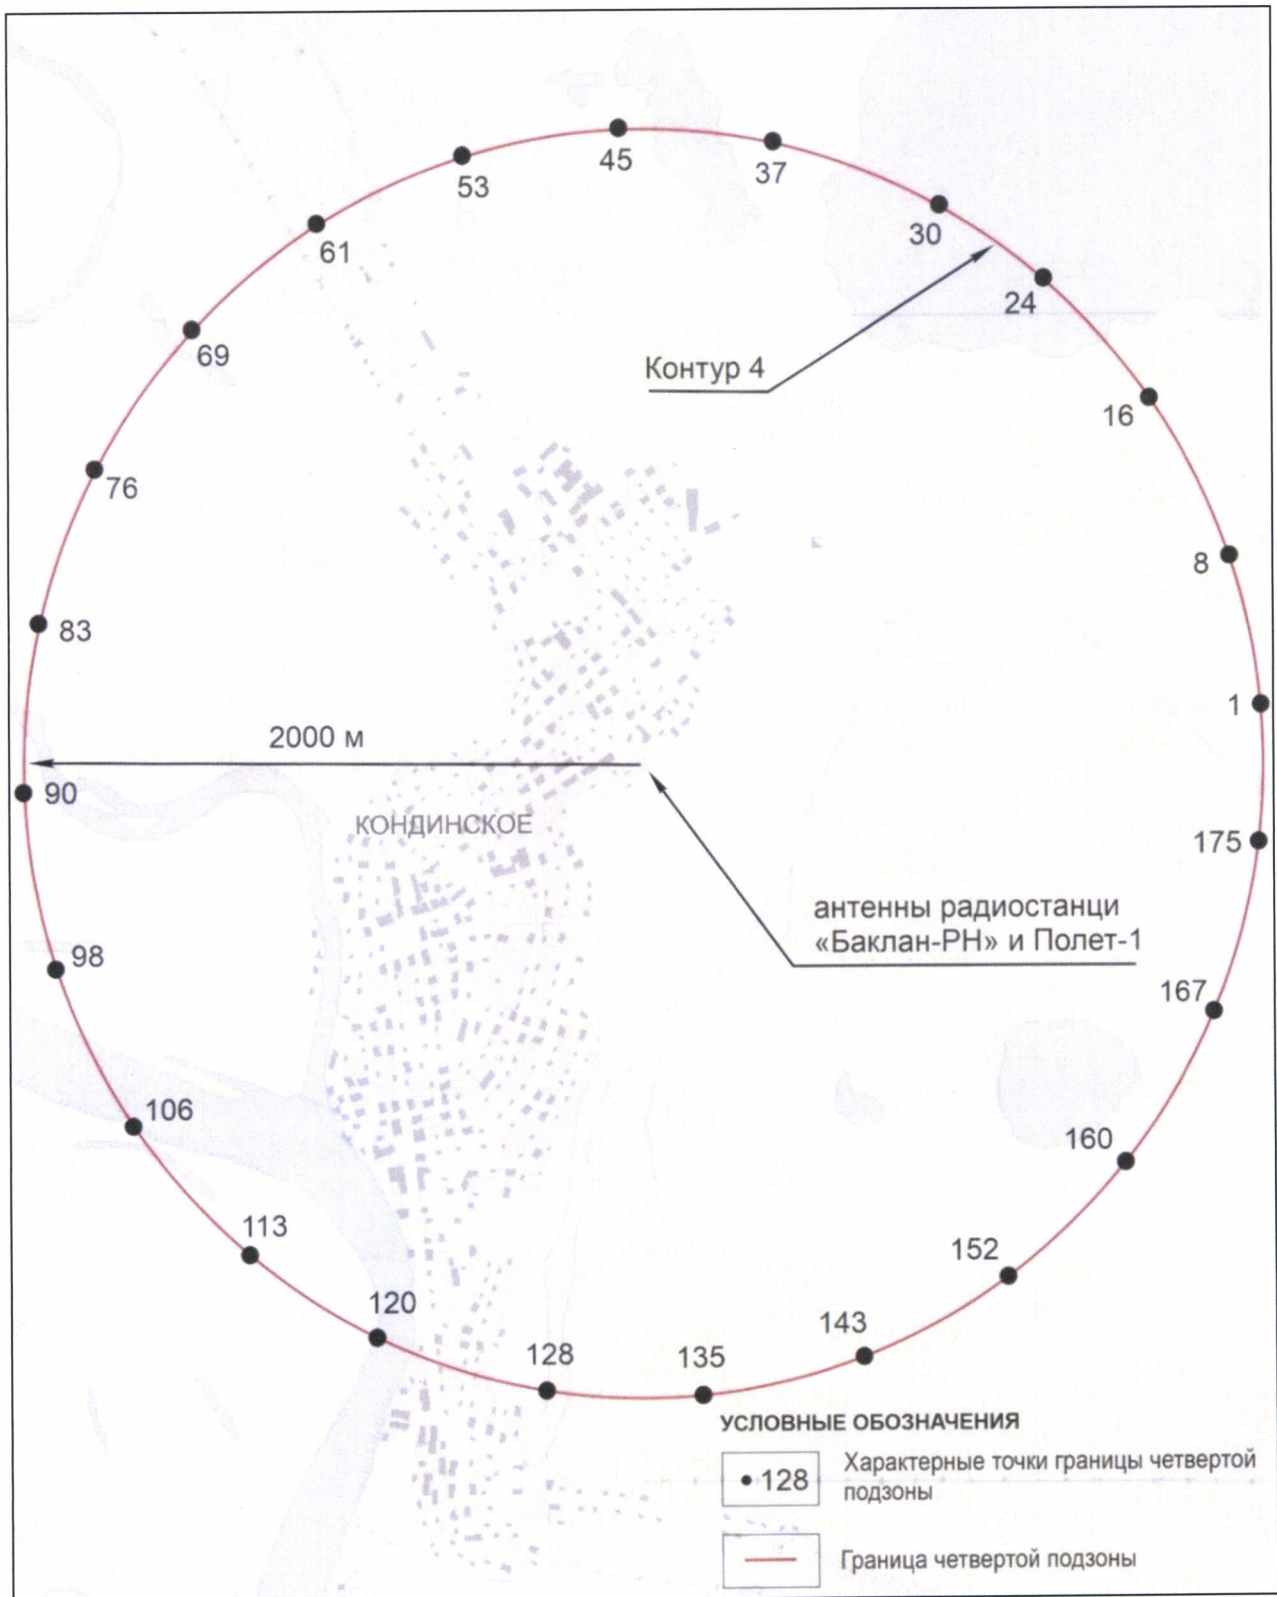 45
37
53
30
61
24
69
Контур 4
16
76
8
83
1
2000 м
90
КОНДИНСКОЕ
175
антенны радиостанци
«Баклан-РН» и Полет-1
98
167
106
160
113
152
120
143
128
135
УСЛОВНЫЕ ОБОЗНАЧЕНИЯ
128
Характерные точки границы четвертой
подзоны
Граница четвертой подзоны